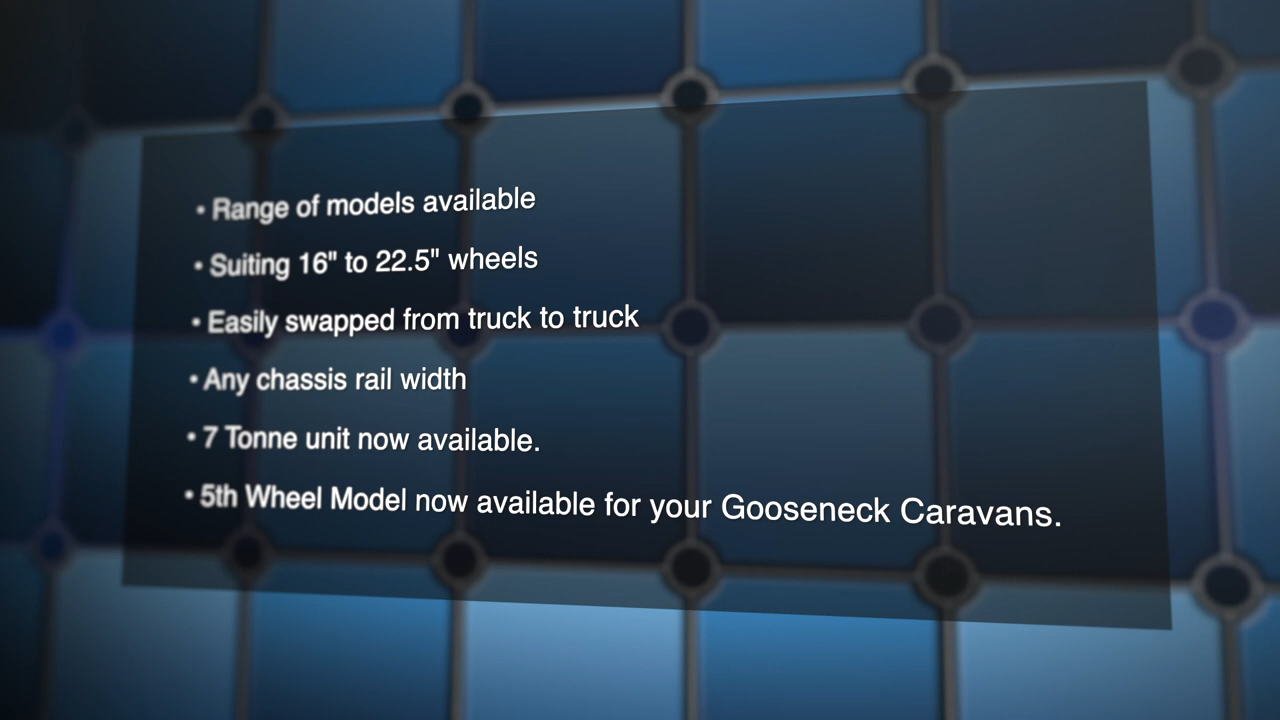 • Range of models available
• Suiting 16" to 22.5" wheels
• Easily swapped from truck to truck
• Any chassis rail width
• 7 Tonne unit now available.
• 5th Wheel Model now available for your Gooseneck Caravans.